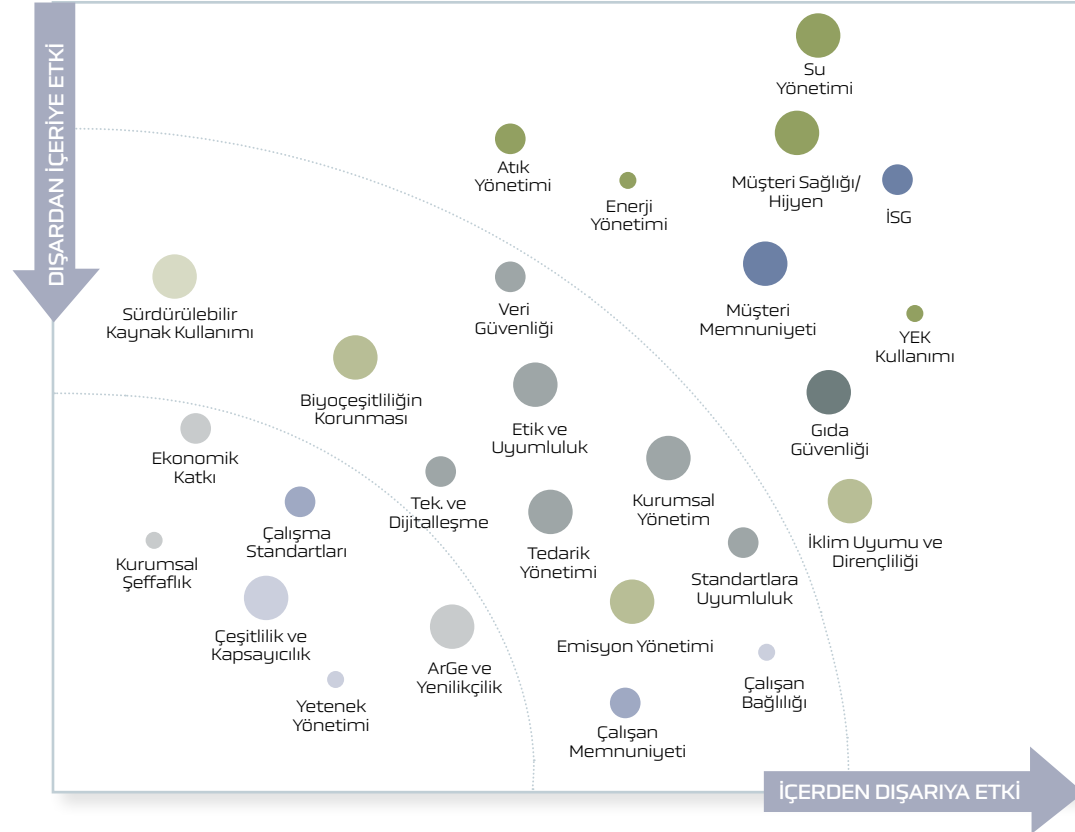 DIŞARDAN İÇERİYE ETKİ
Su
Yönetimi
Atık
Yönetimi
Enerji
Yönetimi
Müşteri Sağlığı/
Hijyen
İSG
Sürdürülebilir
Kaynak Kullanımı
Veri
Güvenliği
Müşteri
Memnuniyeti
YEK
Kullanımı
Biyoçeşitliliğin
Korunması
Etik ve
Uyumluluk
Gıda
Güvenliği
Ekonomik
Katkı
Tek. ve
Dijitalleşme
Kurumsal
Yönetim
Çalışma
Standartları
Kurumsal
Şeffaflık
Tedarik
Yönetimi
Standartlara
Uyumluluk
İklim Uyumu ve
Dirençliliği
Çeşitlilik ve
Kapsayıcılık
Emisyon Yönetimi
ArGe ve
Yenilikçilik
Yetenek
Yönetimi
Çalışan
Bağlılığı
Çalışan
Memnuniyeti
İÇERDEN DIŞARIYA ETKİ